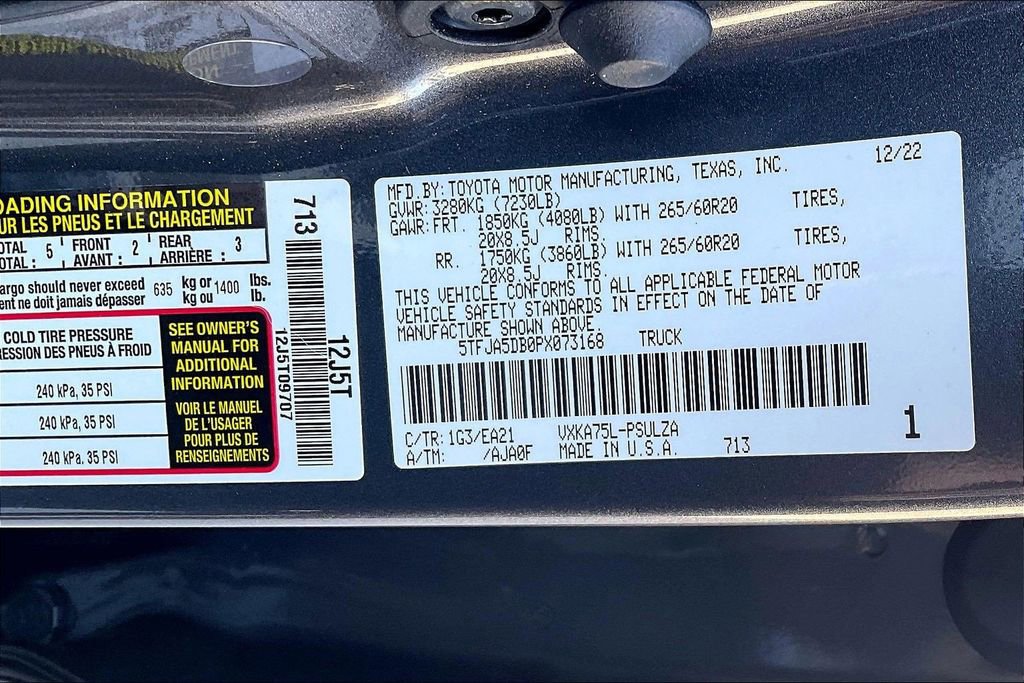 OADING INFORMATION
UR LES PNEUS ET LE CHARGEMENT
OTAL 5 FRONT 2 REAR 3
OTAL : AVANT : ARRIÈRE :
argo should never exceed 635 kg or 1400 lbs.
ent ne doit jamais dépasser kg ou lb.
COLD TIRE PRESSURE
RESSION DES PNEUS À FROID
240 kPa, 35 PSI
240 kPa, 35 PSI
240 kPa, 35 PSI
SEE OWNER'S
MANUAL FOR
ADDITIONAL
INFORMATION
VOIR LE MANUEL
DE L'USAGER
POUR PLUS DE
RENSEIGNEMENTS
713
12J5T09707
12J5T
12/22
MFD. BY: TOYOTA MOTOR MANUFACTURING, TEXAS, INC.
GVWR: 3280KG (7230LB)
GAWR: FRT. 1850KG (4080LB) WITH 265/60R20 TIRES,
20X8.5J RIMS.
RR. 1750KG (3860LB) WITH 265/60R20 TIRES,
20X8.5J RIMS.
THIS VEHICLE CONFORMS TO ALL APPLICABLE FEDERAL MOTOR
VEHICLE SAFETY STANDARDS IN EFFECT ON THE DATE OF
MANUFACTURE SHOWN ABOVE.
5TFJA5DB0PX073168 TRUCK
C/TR: 1G3/EA21 VXKA75L-PSULZA
A/TM: /AJA0F MADE IN U.S.A. 713
1